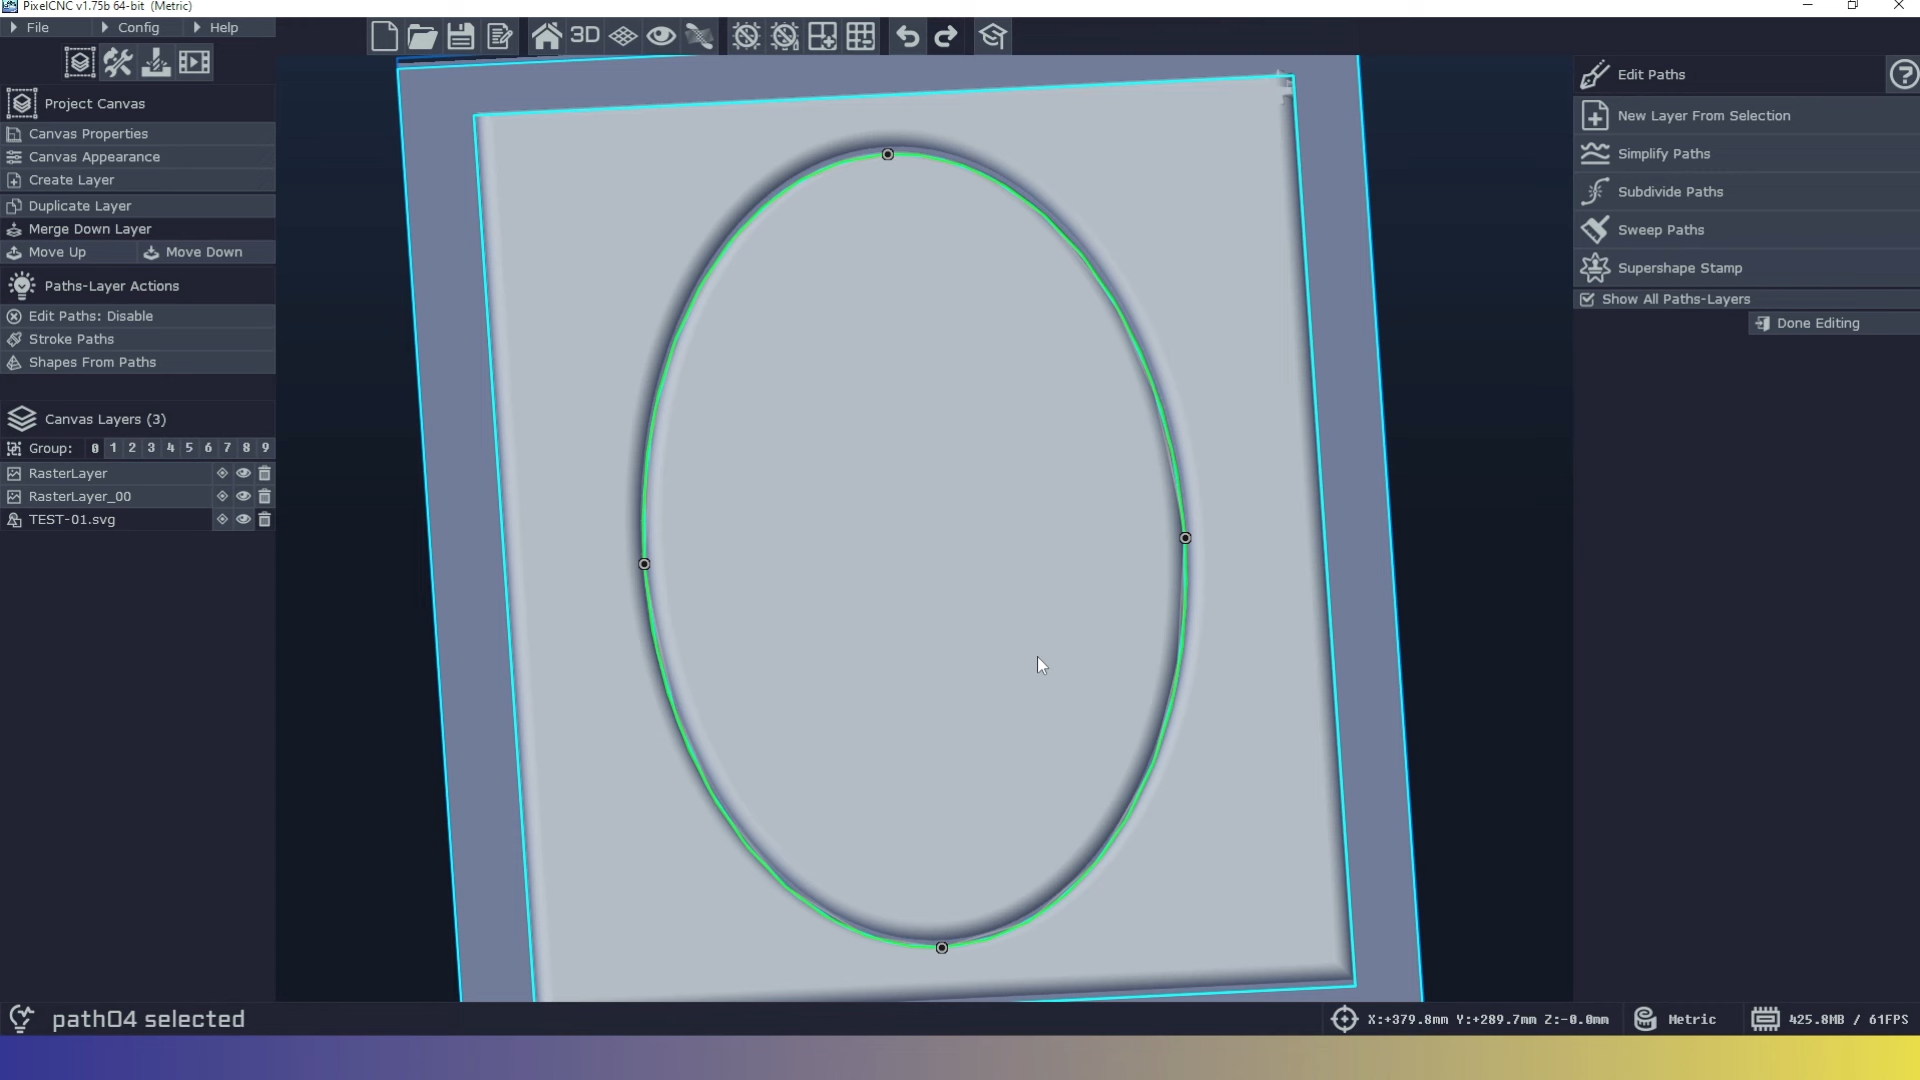 PixelCNC v1.75b 64-bit (Metric)
File Config Help
3D
Project Canvas
Canvas Properties
Canvas Appearance
Create Layer
Duplicate Layer
Merge Down Layer
Move Up Move Down
Paths-Layer Actions
Edit Paths: Disable
Stroke Paths
Shapes From Paths
Canvas Layers (3)
Group: 0 1 2 3 4 5 6 7 8 9
RasterLayer
RasterLayer_00
TEST-01.svg
Edit Paths
New Layer From Selection
Simplify Paths
Subdivide Paths
Sweep Paths
Supershape Stamp
Show All Paths-Layers
Done Editing
path04 selected
X:+379.8mm Y:+289.7mm Z:-0.0mm
Metric
425.8MB / 61FPS